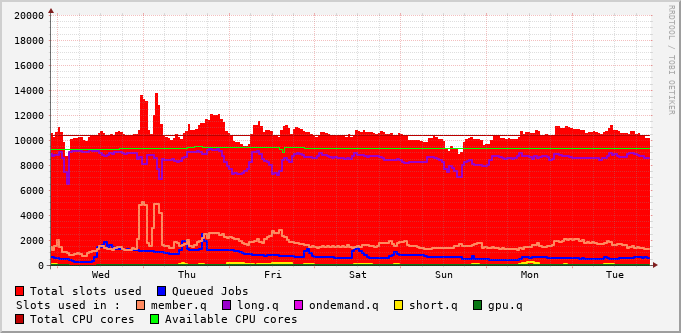 RRDTOOL / TOBI OETIKER
20000
18000
16000
14000
12000
10000
8000
6000
4000
2000
0
Wed Thu Fri Sat Sun Mon Tue
Total slots used Queued Jobs
Slots used in : member.q long.q ondemand.q short.q gpu.q
Total CPU cores Available CPU cores